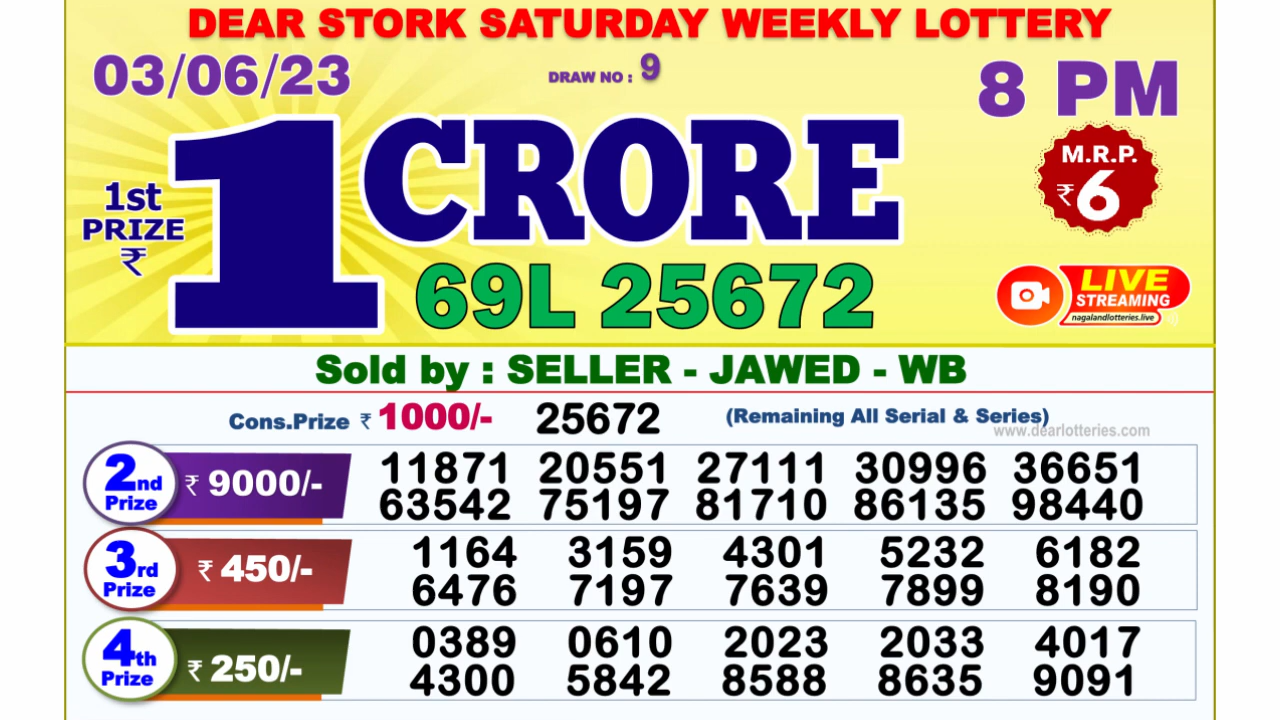 DEAR STORK SATURDAY WEEKLY LOTTERY
03/06/23
DRAW NO : 9
8 PM
1st
PRIZE
₹
1 CRORE
M.R.P.
₹ 6
69L 25672
LIVE
STREAMING
nagalandlotteries.live
Sold by : SELLER - JAWED - WB
Cons.Prize ₹ 1000/- 25672 (Remaining All Serial & Series)
www.dearlotteries.com
2nd Prize ₹ 9000/-
11871 20551 27111 30996 36651
63542 75197 81710 86135 98440
3rd Prize ₹ 450/-
1164 3159 4301 5232 6182
6476 7197 7639 7899 8190
4th Prize ₹ 250/-
0389 0610 2023 2033 4017
4300 5842 8588 8635 9091